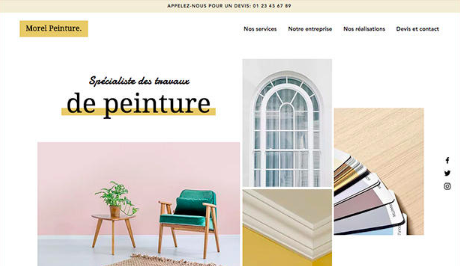 APPELEZ-NOUS POUR UN DEVIS: 01 23 45 67 89
Morel Peinture.
Nos services
Notre entreprise
Nos réalisations
Devis et contact
Spécialiste des travaux
de peinture